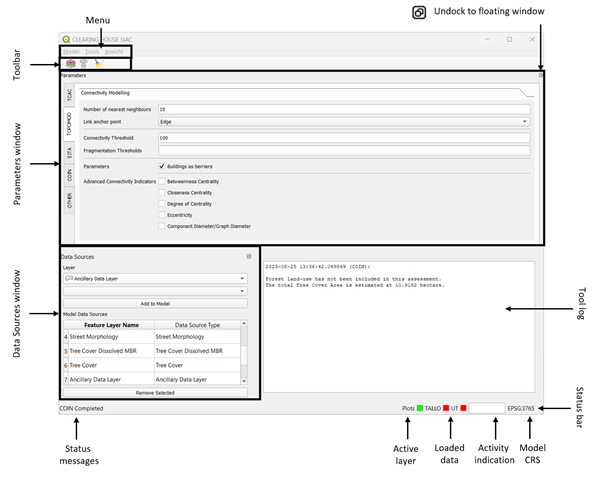 Menu
Undock to floating window
Toolbar
CLEARING HOUSE SIAC
Model Tools Ansicht
Parameters window
Parameters
TCAC
TOPOMOD
SITA
COIN
OTHER
Connectivity Modelling
Number of nearest neighbours 10
Link anchor point Edge
Connectivity Threshold 100
Fragmentation Thresholds
Parameters Buildings as barriers
Advanced Connectivity Indicators Betweenness Centrality
Closeness Centrality
Degree of Centrality
Eccentricity
Component Diameter/Graph Diameter
Data Sources window
Data Sources
Layer
Ancillary Data Layer
Add to Model
Model Data Sources
Feature Layer Name Data Source Type
4 Street Morphology Street Morphology
5 Tree Cover Dissolved MBR Tree Cover Dissolved MBR
6 Tree Cover Tree Cover
7 Ancillary Data Layer Ancillary Data Layer
Remove Selected
2023-08-25 13:36:42.049849 (COIN):
Forest land-use has not been included in this assessment.
The total Tree Cover Area is estimated at 10.9192 hectare.
Tool log
COIN Completed
Plots TALLO UT EPSG:3765
Status bar
Status messages
Active layer
Loaded data
Activity indication
Model CRS